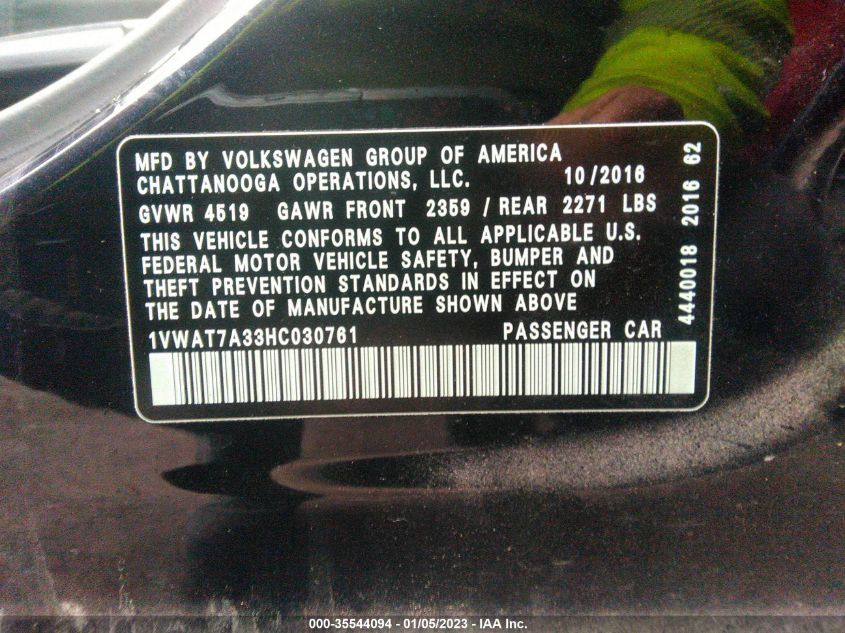 MFD BY VOLKSWAGEN GROUP OF AMERICA
CHATTANOOGA OPERATIONS, LLC. 10/2016
GVWR 4519 GAWR FRONT 2359 / REAR 2271 LBS
THIS VEHICLE CONFORMS TO ALL APPLICABLE U.S.
FEDERAL MOTOR VEHICLE SAFETY, BUMPER AND
THEFT PREVENTION STANDARDS IN EFFECT ON
THE DATE OF MANUFACTURE SHOWN ABOVE
1VWAT7A33HC030761 PASSENGER CAR
4440018 2016 62
000-35544094 - 01/05/2023 - IAA Inc.